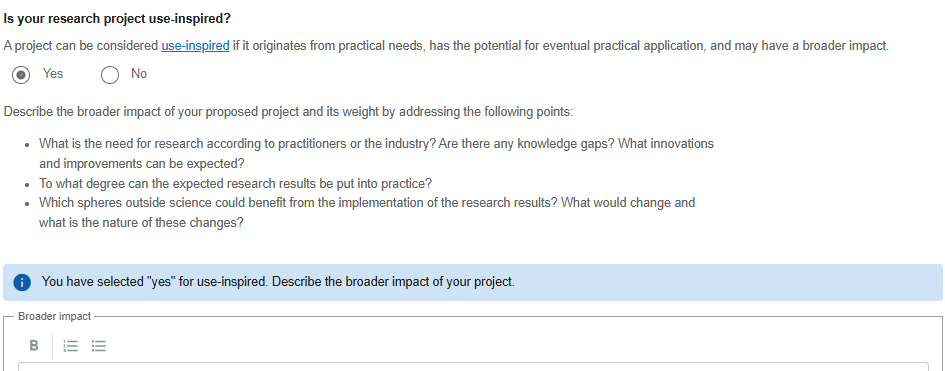 Is your research project use-inspired?
A project can be considered use-inspired if it originates from practical needs, has the potential for eventual practical application, and may have a broader impact.
Yes No
Describe the broader impact of your proposed project and its weight by addressing the following points:
• What is the need for research according to practitioners or the industry? Are there any knowledge gaps? What innovations
and improvements can be expected?
• To what degree can the expected research results be put into practice?
• Which spheres outside science could benefit from the implementation of the research results? What would change and
what is the nature of these changes?
i You have selected "yes" for use-inspired. Describe the broader impact of your project.
Broader impact
B